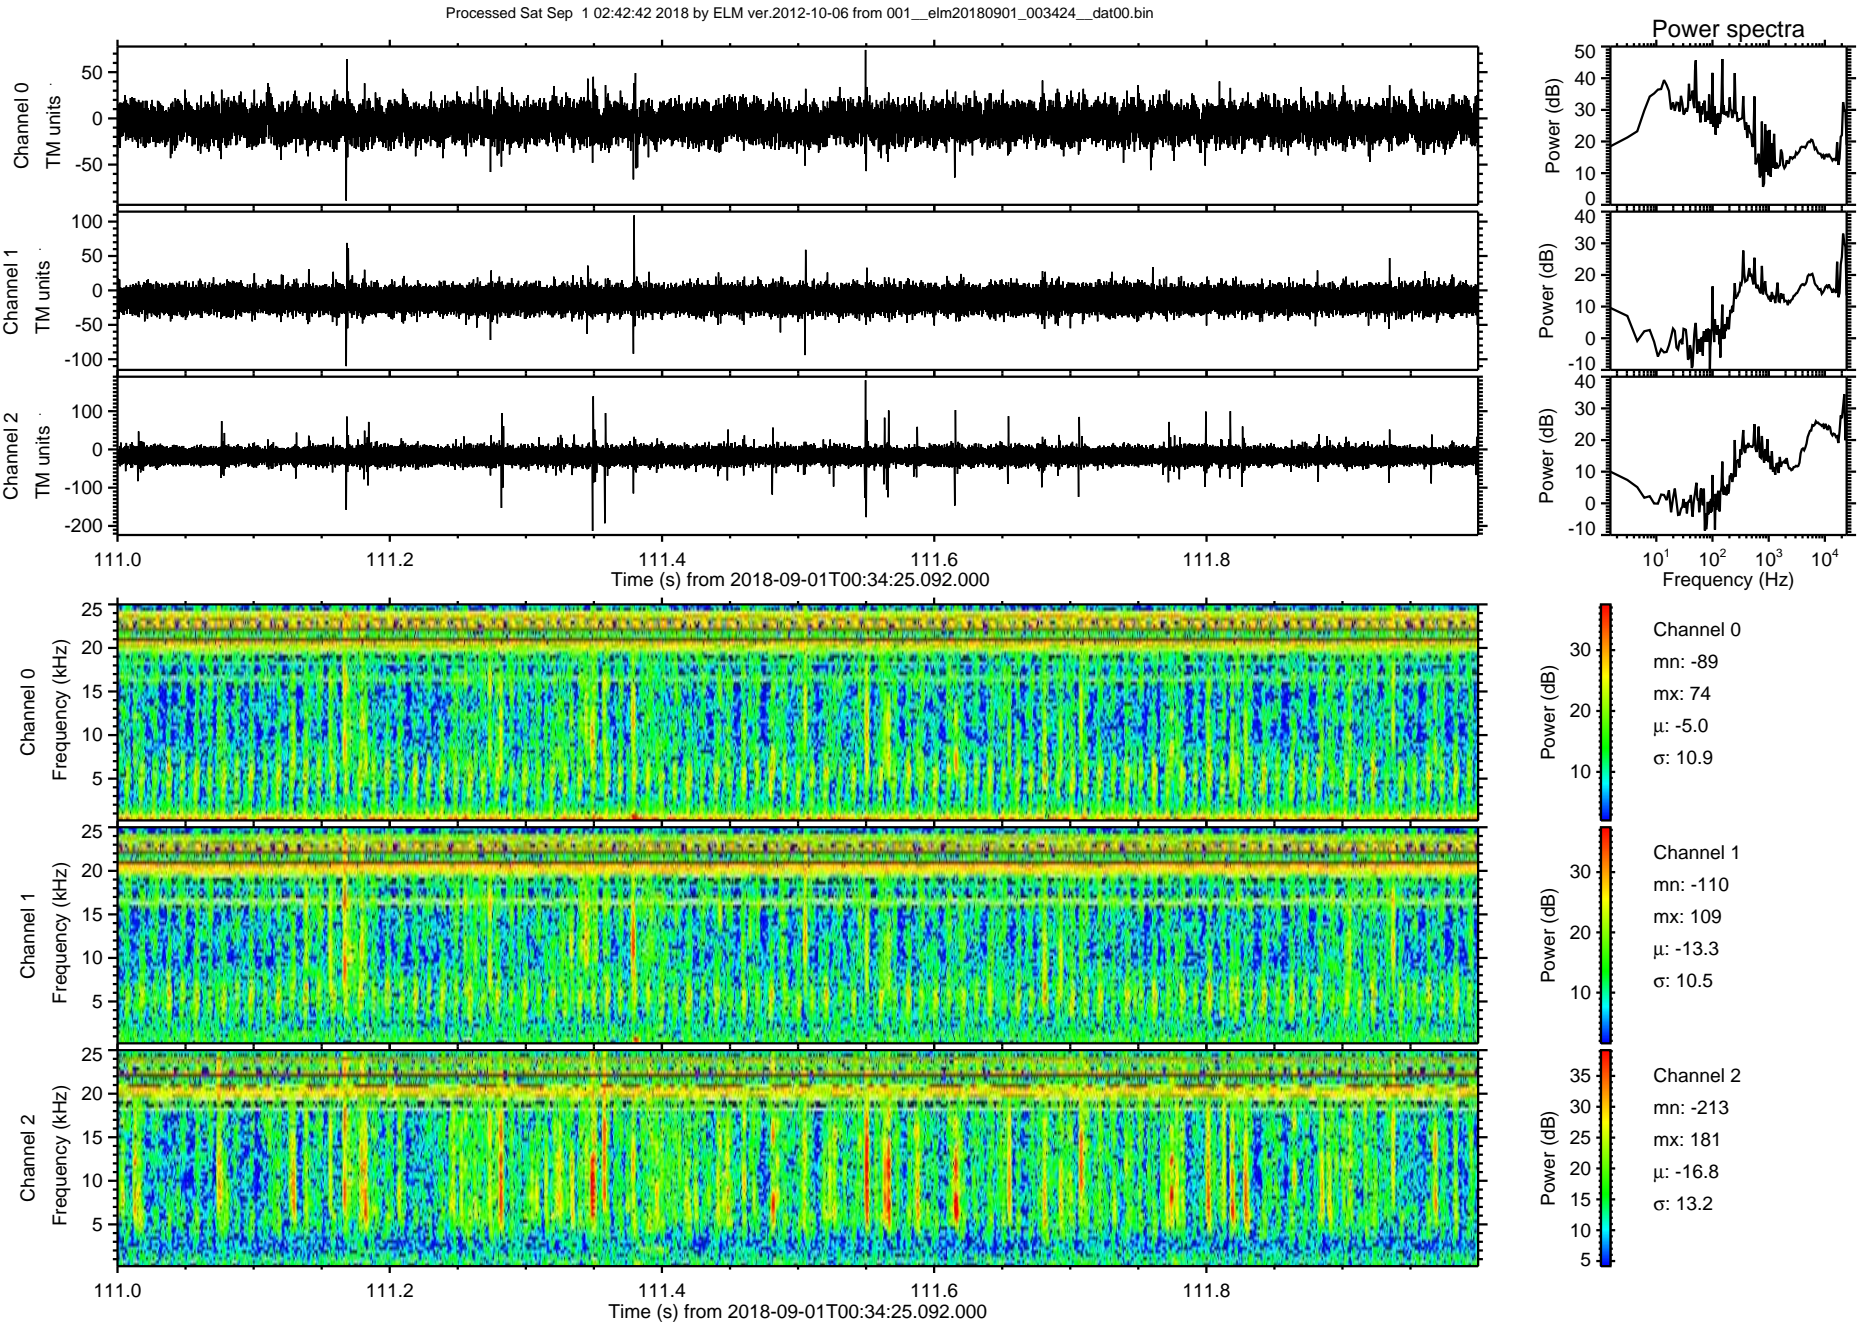 Processed Sat Sep 1 02:42:42 2018 by ELM ver.2012-10-06 from 001__elm20180901_003424__dat00.bin
Power spectra
Channel 0
TM units
50
0
-50
Power (dB)
50
40
30
20
10
0
Channel 1
TM units
100
50
0
-50
-100
Power (dB)
40
30
20
10
0
-10
Channel 2
TM units
100
0
-100
-200
Power (dB)
40
30
20
10
0
-10
111.0 111.2 111.4 111.6 111.8
Time (s) from 2018-09-01T00:34:25.092.000
10¹ 10² 10³ 10⁴
Frequency (Hz)
Channel 0
Frequency (kHz)
25
20
15
10
5
Power (dB)
30
20
10
Channel 0
mn: -89
mx: 74
μ: -5.0
σ: 10.9
Channel 1
Frequency (kHz)
25
20
15
10
5
Power (dB)
30
20
10
Channel 1
mn: -110
mx: 109
μ: -13.3
σ: 10.5
Channel 2
Frequency (kHz)
25
20
15
10
5
Power (dB)
35
30
25
20
15
10
5
Channel 2
mn: -213
mx: 181
μ: -16.8
σ: 13.2
111.0 111.2 111.4 111.6 111.8
Time (s) from 2018-09-01T00:34:25.092.000